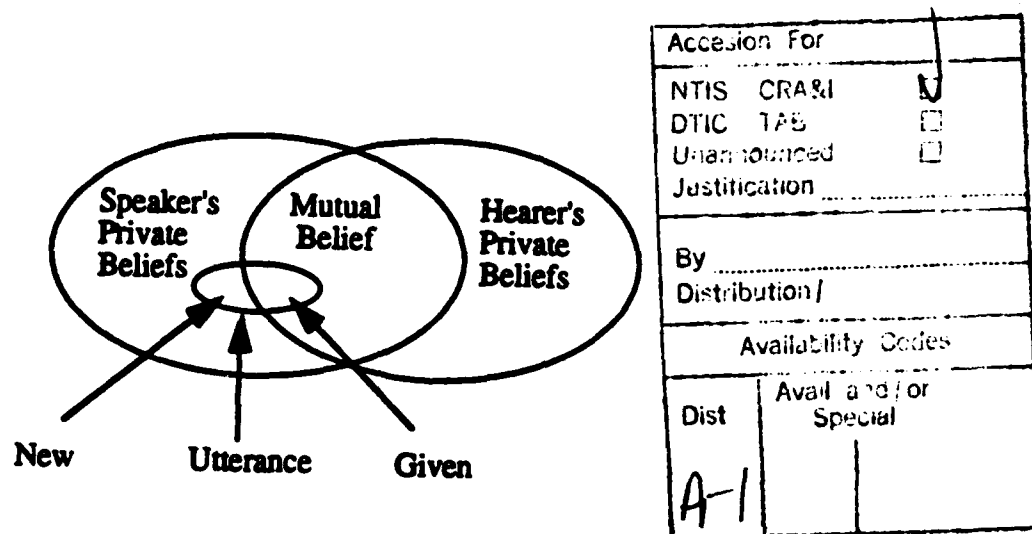 Speaker's
Private
Beliefs
Mutual
Belief
Hearer's
Private
Beliefs
New
Utterance
Given
Accesion For
NTIS CRA&I
DTIC TAB
Unannounced
Justification
By
Distribution/
Availability Codes
Dist
Avail and/or
Special
A-1